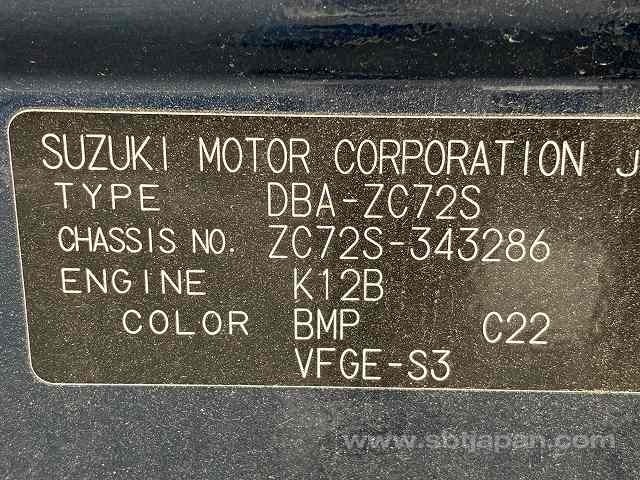 SUZUKI MOTOR CORPORATION J
TYPE DBA-ZC72S
CHASSIS NO. ZC72S-343286
ENGINE K12B
COLOR BMP C22
VFGE-S3
www.sbtjapan.com